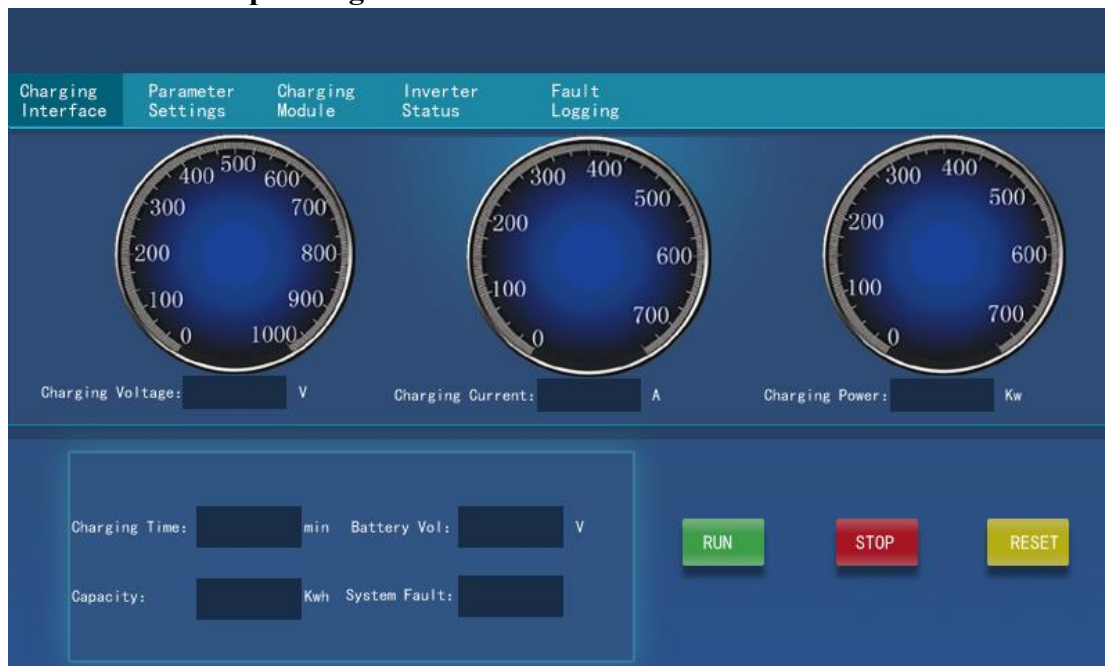 Charging Interface
Parameter Settings
Charging Module
Inverter Status
Fault Logging
0 100 200 300 400 500 600 700 800 900 1000
0 100 200 300 400 500 600 700
0 100 200 300 400 500 600 700
Charging Voltage: V
Charging Current: A
Charging Power: Kw
Charging Time: min Battery Vol: V
Capacity: Kwh System Fault:
RUN STOP RESET